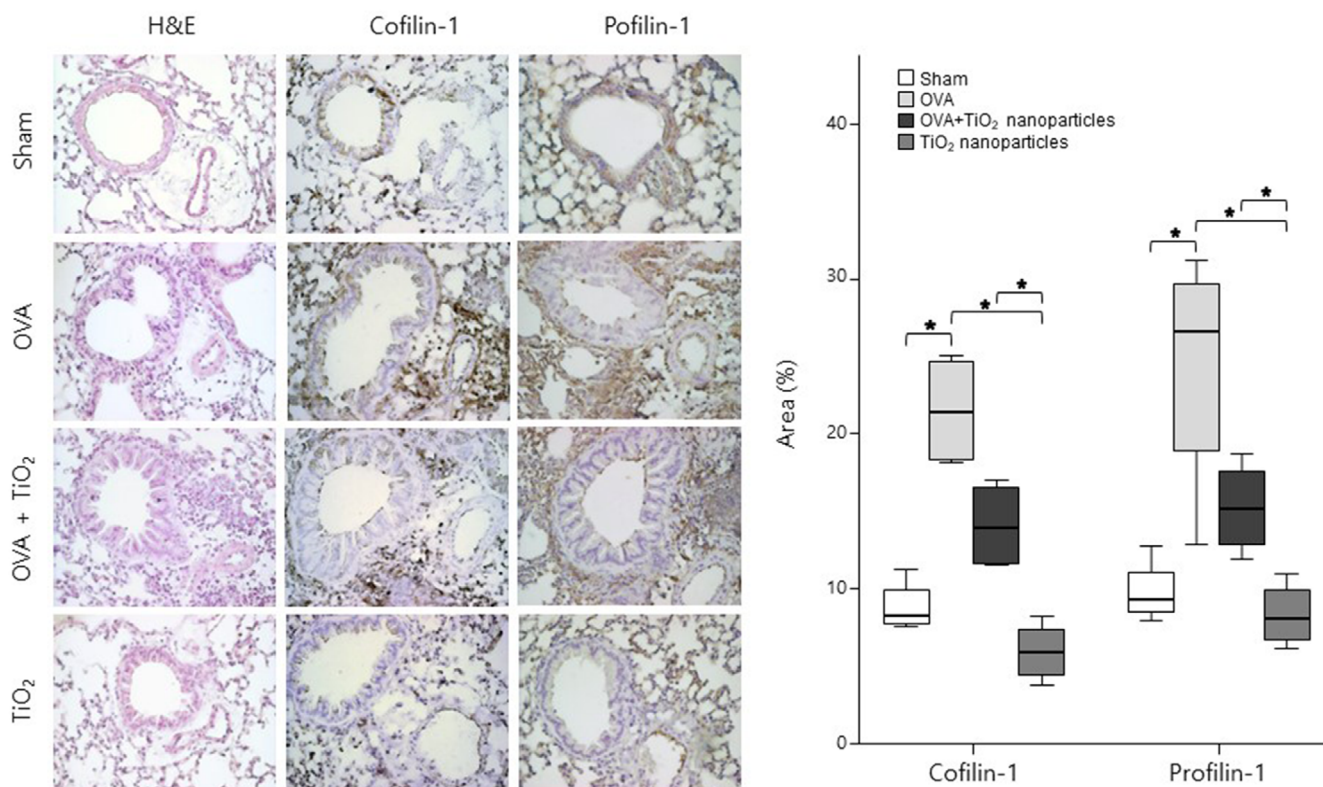 H&E
Cofilin-1
Pofilin-1
Sham
OVA
OVA + TiO₂
TiO₂
Sham
OVA
OVA+TiO₂ nanoparticles
TiO₂ nanoparticles
Area (%)
40
30
20
10
0
*
*
*
*
*
*
Cofilin-1
Profilin-1